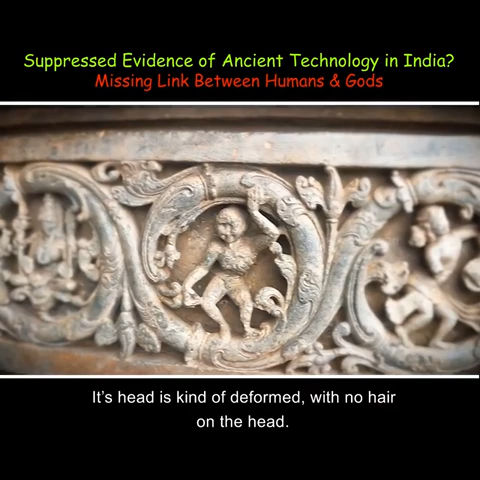 Suppressed Evidence of Ancient Technology in India?
Missing Link Between Humans & Gods
It's head is kind of deformed, with no hair
on the head.